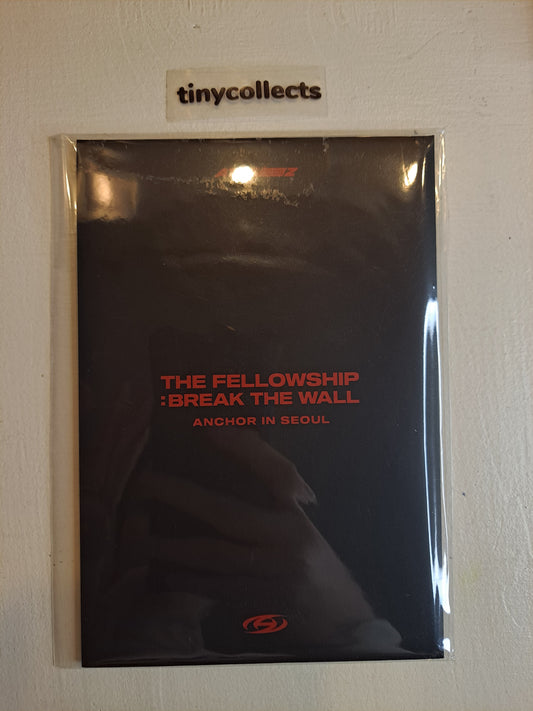 tinycollects
THE FELLOWSHIP
:BREAK THE WALL
ANCHOR IN SEOUL